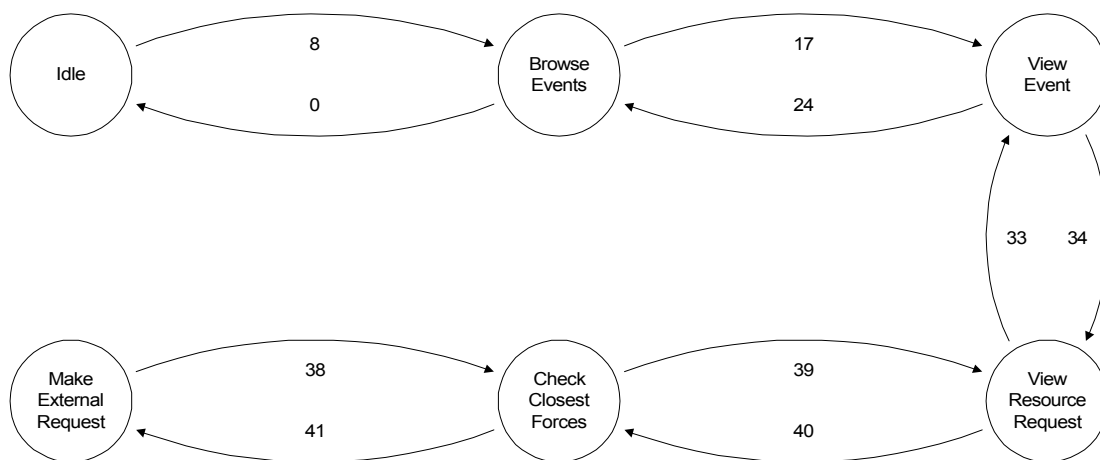 8
17
Idle
Browse
Events
View
Event
0
24
33
34
38
39
Make
External
Request
Check
Closest
Forces
View
Resource
Request
41
40